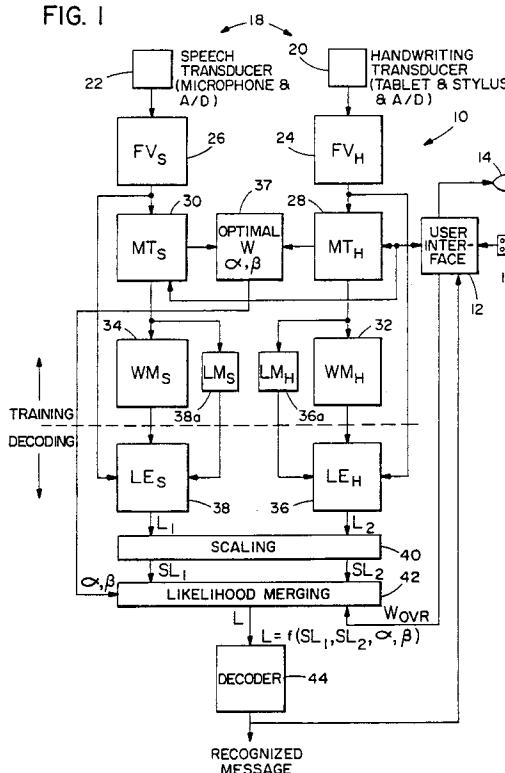 FIG. 1
18
22
SPEECH
TRANSDUCER
(MICROPHONE &
A/D)
20
HANDWRITING
TRANSDUCER
(TABLET & STYLUS
& A/D)
10
FVS
26
24
FVH
14
30
37
28
MTS
OPTIMAL
W
α,β
MTH
USER
INTER-
FACE
12
34
32
WMS
LMS
38a
LMH
36a
WMH
TRAINING
DECODING
LES
38
LEH
36
L1
L2
SCALING
40
SL1
SL2
42
α,β
LIKELIHOOD MERGING
WOVR
L
L=f(SL1,SL2,α,β)
DECODER
44
RECOGNIZED
MESSAGE